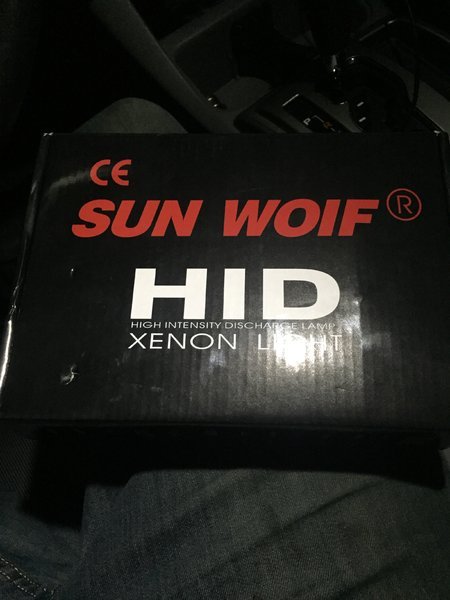 CE
SUN WOIF ®
HID
HIGH INTENSITY DISCHARGE LAMP
XENON LIGHT
P